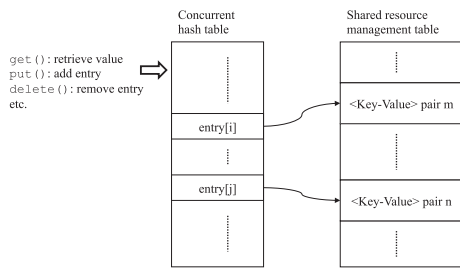 Concurrent
hash table
Shared resource
management table
get(): retrieve value
put(): add entry
delete(): remove entry
etc.
<Key-Value> pair m
entry[i]
entry[j]
<Key-Value> pair n